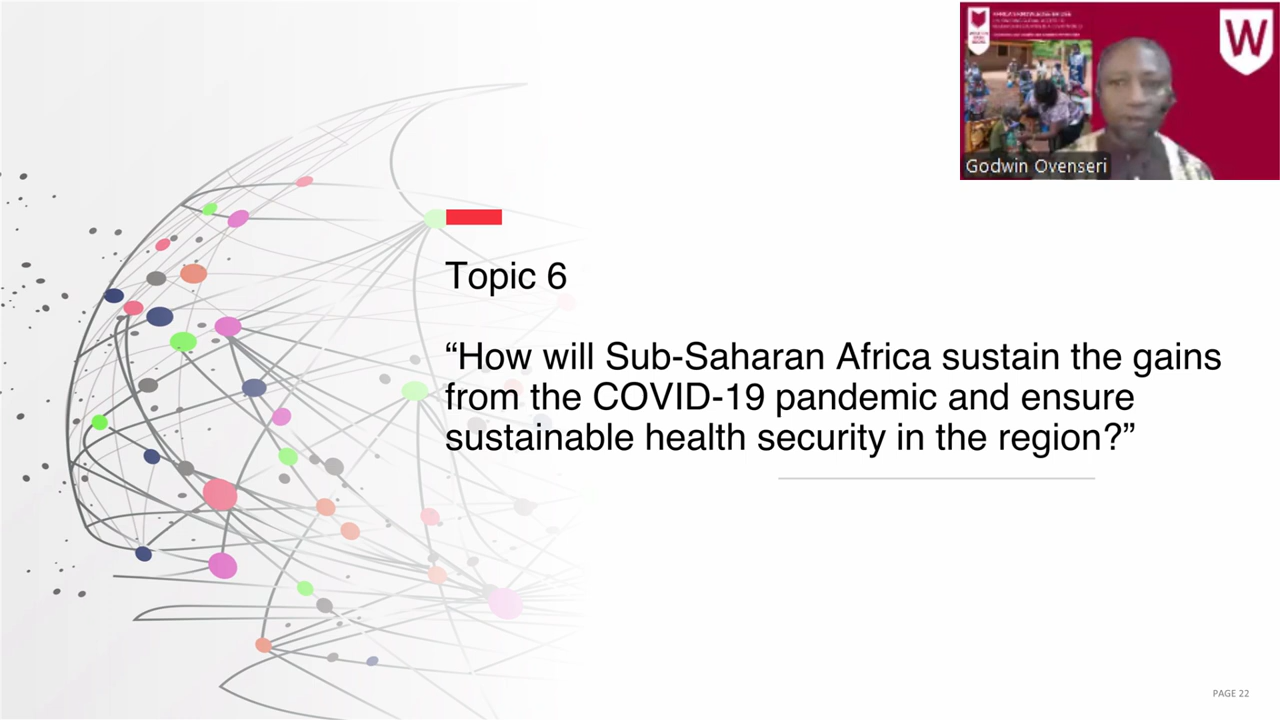 W
Godwin Ovenseri
Topic 6
“How will Sub-Saharan Africa sustain the gains
from the COVID-19 pandemic and ensure
sustainable health security in the region?”
PAGE 22